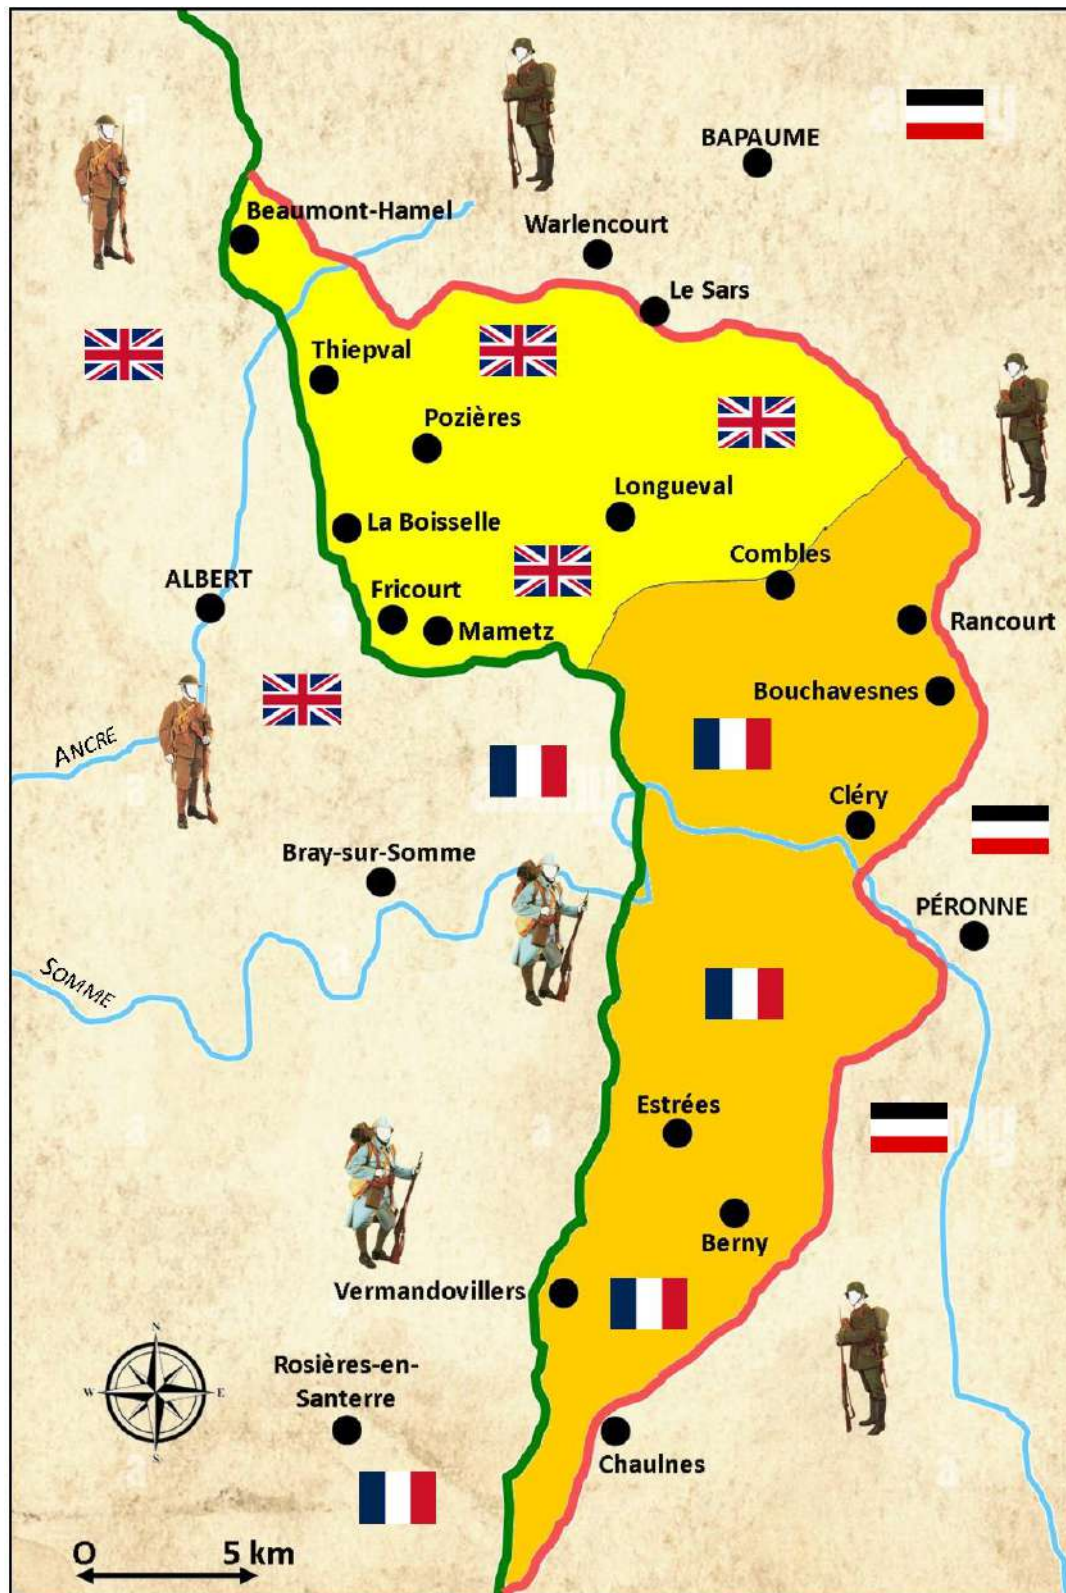 BAPAUME
Beaumont-Hamel
Warlencourt
Le Sars
Thiepval
Pozières
Longueval
La Boisselle
Combles
ALBERT
Fricourt
Mametz
Rancourt
Bouchavesnes
ANCRE
Cléry
Bray-sur-Somme
PÉRONNE
SOMME
Estrées
Berny
Vermandovillers
N
W
E
S
Rosières-en-
Santerre
Chaulnes
O 5 km